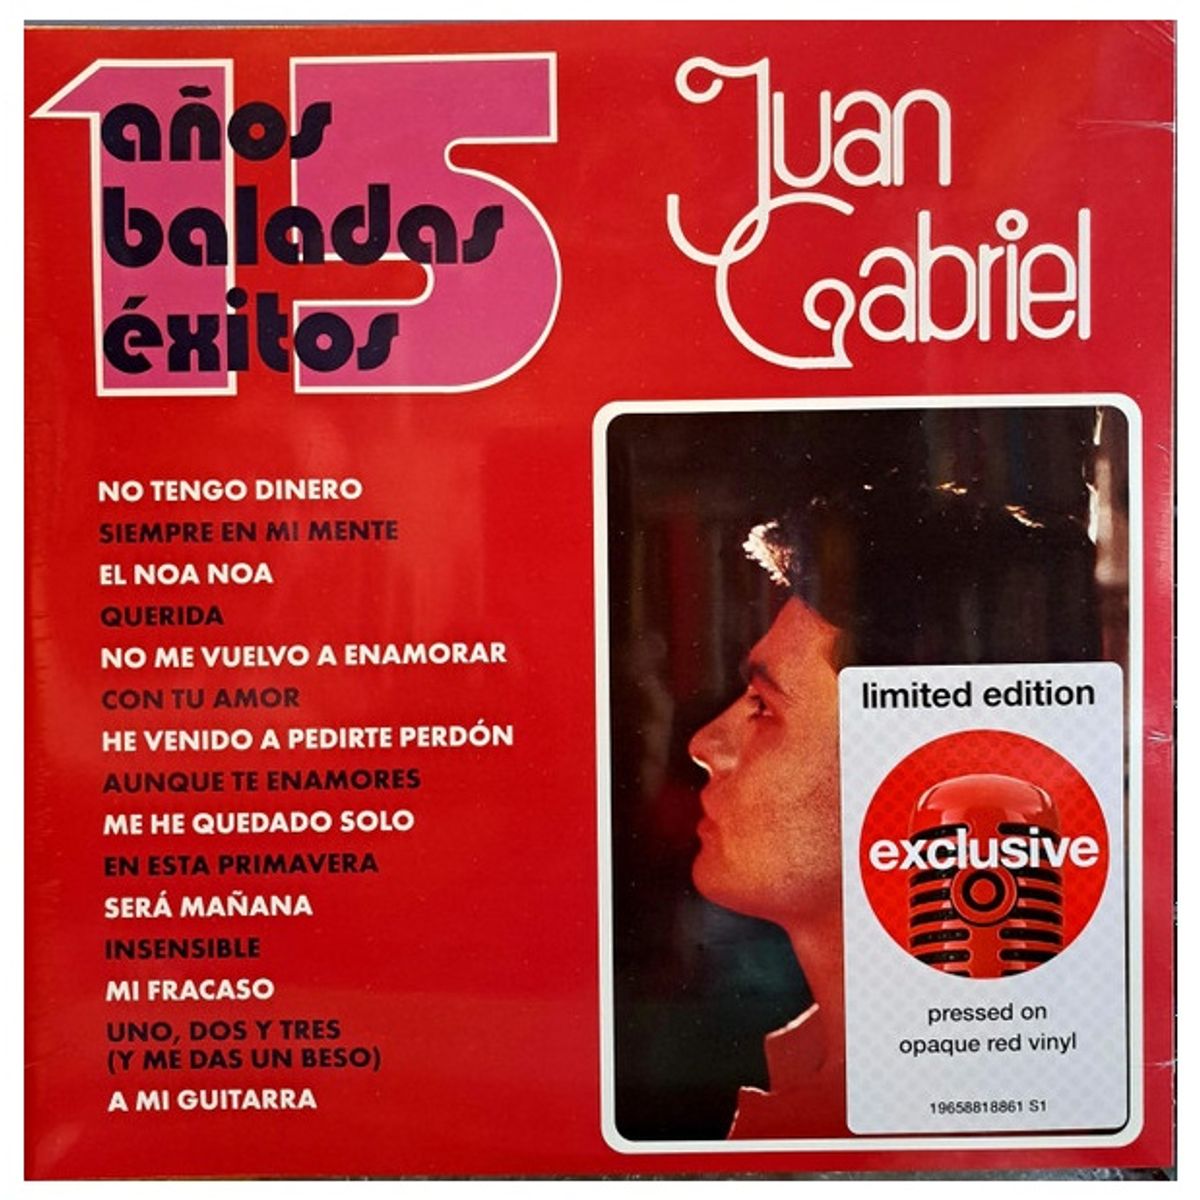 15
años
baladas
éxitos
Juan
Gabriel
NO TENGO DINERO
SIEMPRE EN MI MENTE
EL NOA NOA
QUERIDA
NO ME VUELVO A ENAMORAR
CON TU AMOR
HE VENIDO A PEDIRTE PERDÓN
AUNQUE TE ENAMORES
ME HE QUEDADO SOLO
EN ESTA PRIMAVERA
SERÁ MAÑANA
INSENSIBLE
MI FRACASO
UNO, DOS Y TRES
(Y ME DAS UN BESO)
A MI GUITARRA
limited edition
exclusive
pressed on
opaque red vinyl
19658818861 S1